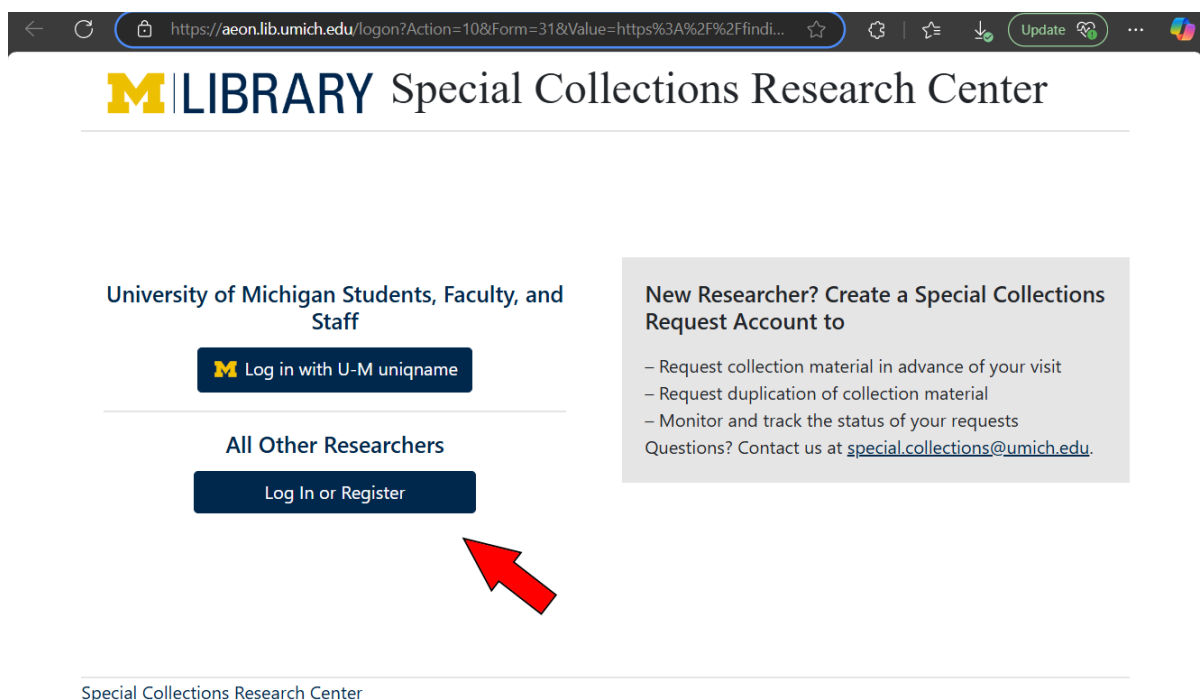 https://aeon.lib.umich.edu/logon?Action=10&Form=31&Value=https%3A%2F%2Ffindi...
Update
M LIBRARY Special Collections Research Center
University of Michigan Students, Faculty, and
Staff
M Log in with U-M uniqname
All Other Researchers
Log In or Register
New Researcher? Create a Special Collections
Request Account to
– Request collection material in advance of your visit
– Request duplication of collection material
– Monitor and track the status of your requests
Questions? Contact us at special.collections@umich.edu.
Special Collections Research Center